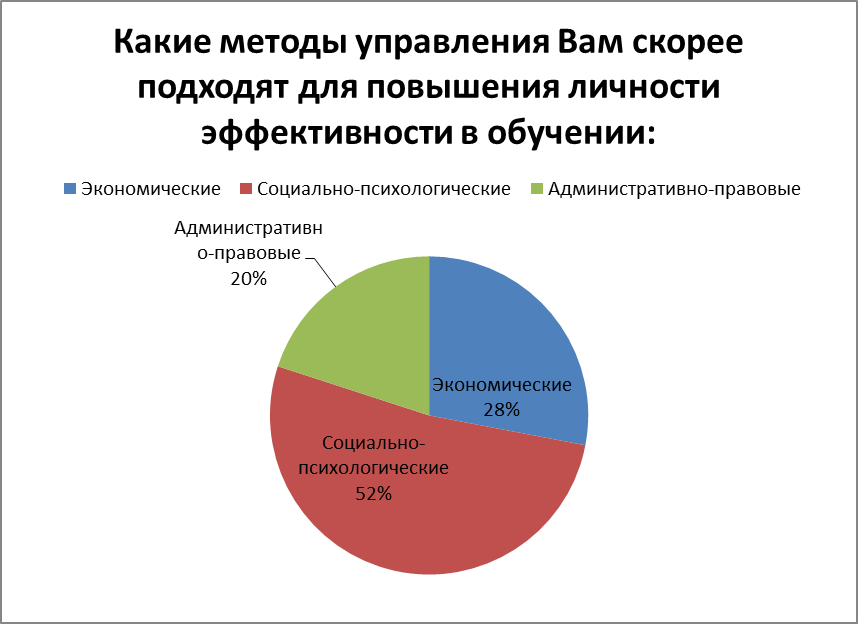 Какие методы управления Вам скорее
подходят для повышения личности
эффективности в обучении:
Экономические Социально-психологические Административно-правовые
Административн
о-правовые
20%
Экономические
28%
Социально-
психологические
52%